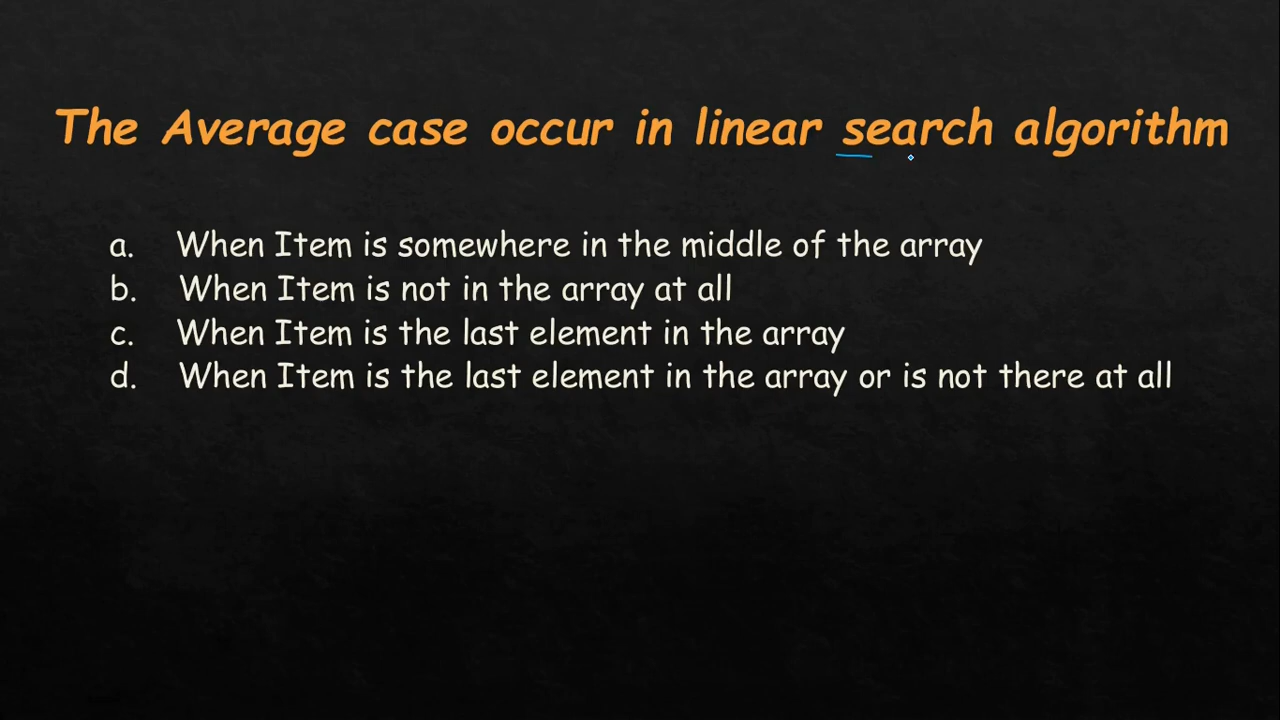 The Average case occur in linear search algorithm
a. When Item is somewhere in the middle of the array
b. When Item is not in the array at all
c. When Item is the last element in the array
d. When Item is the last element in the array or is not there at all